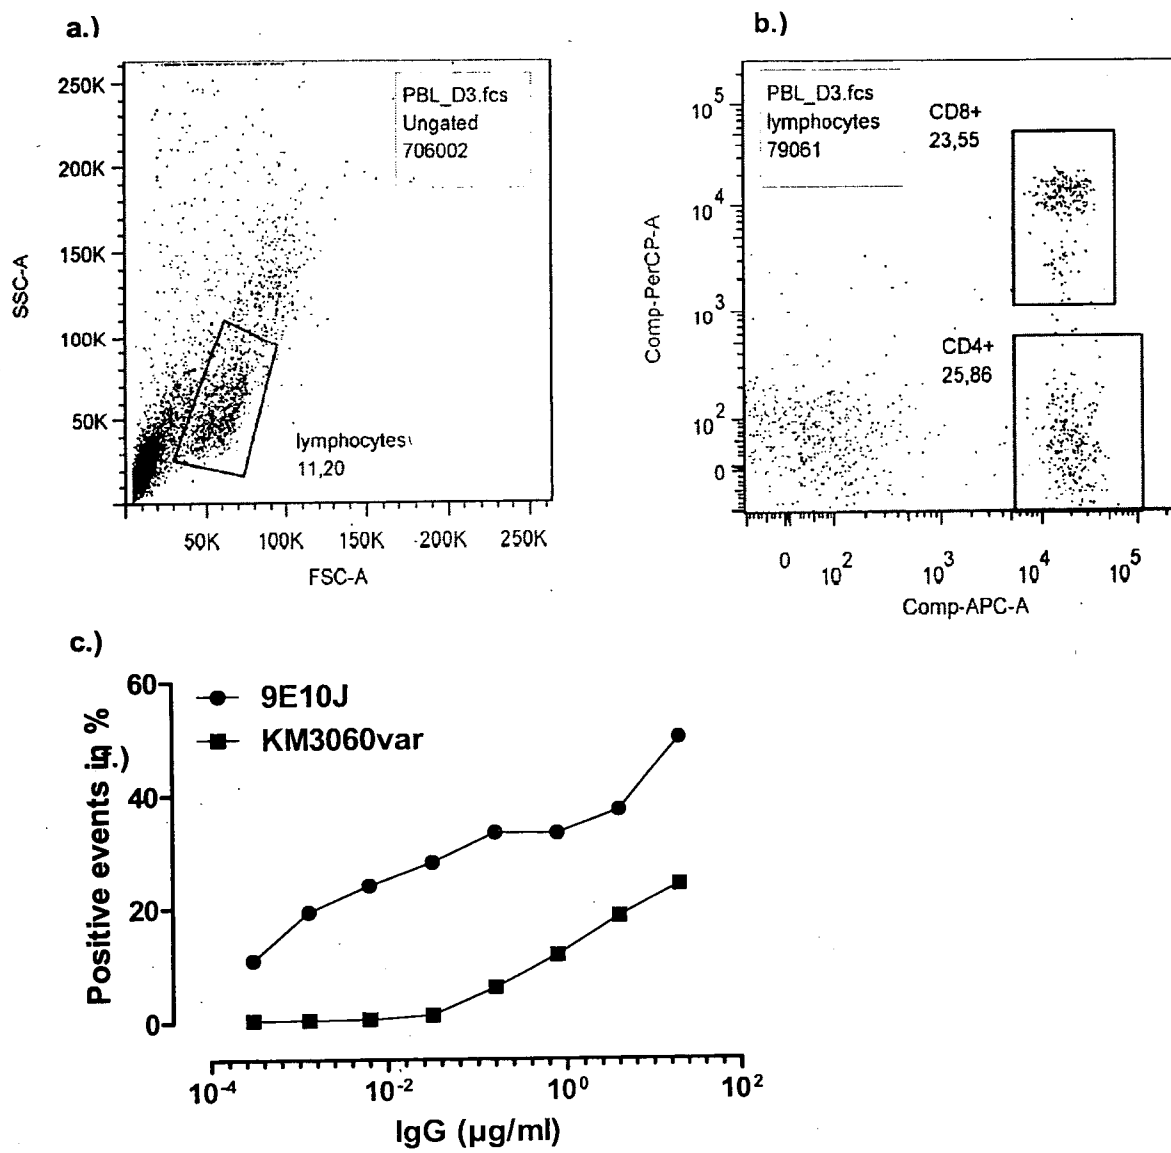 a.)
250K
200K
150K
100K
50K
SSC-A
PBL_D3.fcs
Ungated
706002
lymphocytes
11,20
50K 100K 150K 200K 250K
FSC-A
b.)
10^5
10^4
10^3
10^2
0
Comp-PerCP-A
PBL_D3.fcs
lymphocytes
79061
CD8+
23,55
CD4+
25,86
0 10^2 10^3 10^4 10^5
Comp-APC-A
c.)
60
40
20
0
Positive events in %
f.)
9E10J
KM3060var
10^-4 10^-2 10^0 10^2
IgG (µg/ml)